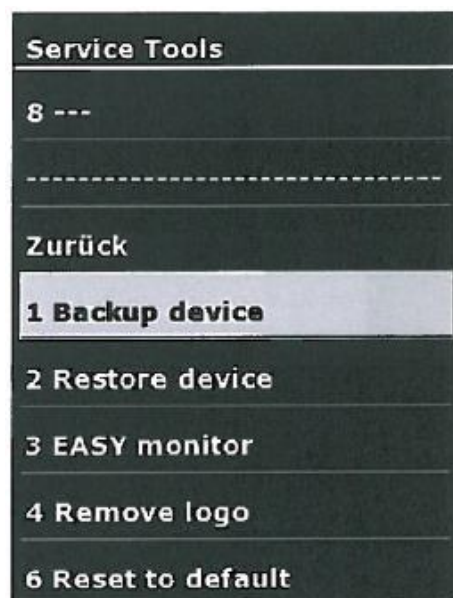 Service Tools
8 ---
--------------------------------
Zurück
1 Backup device
2 Restore device
3 EASY monitor
4 Remove logo
6 Reset to default